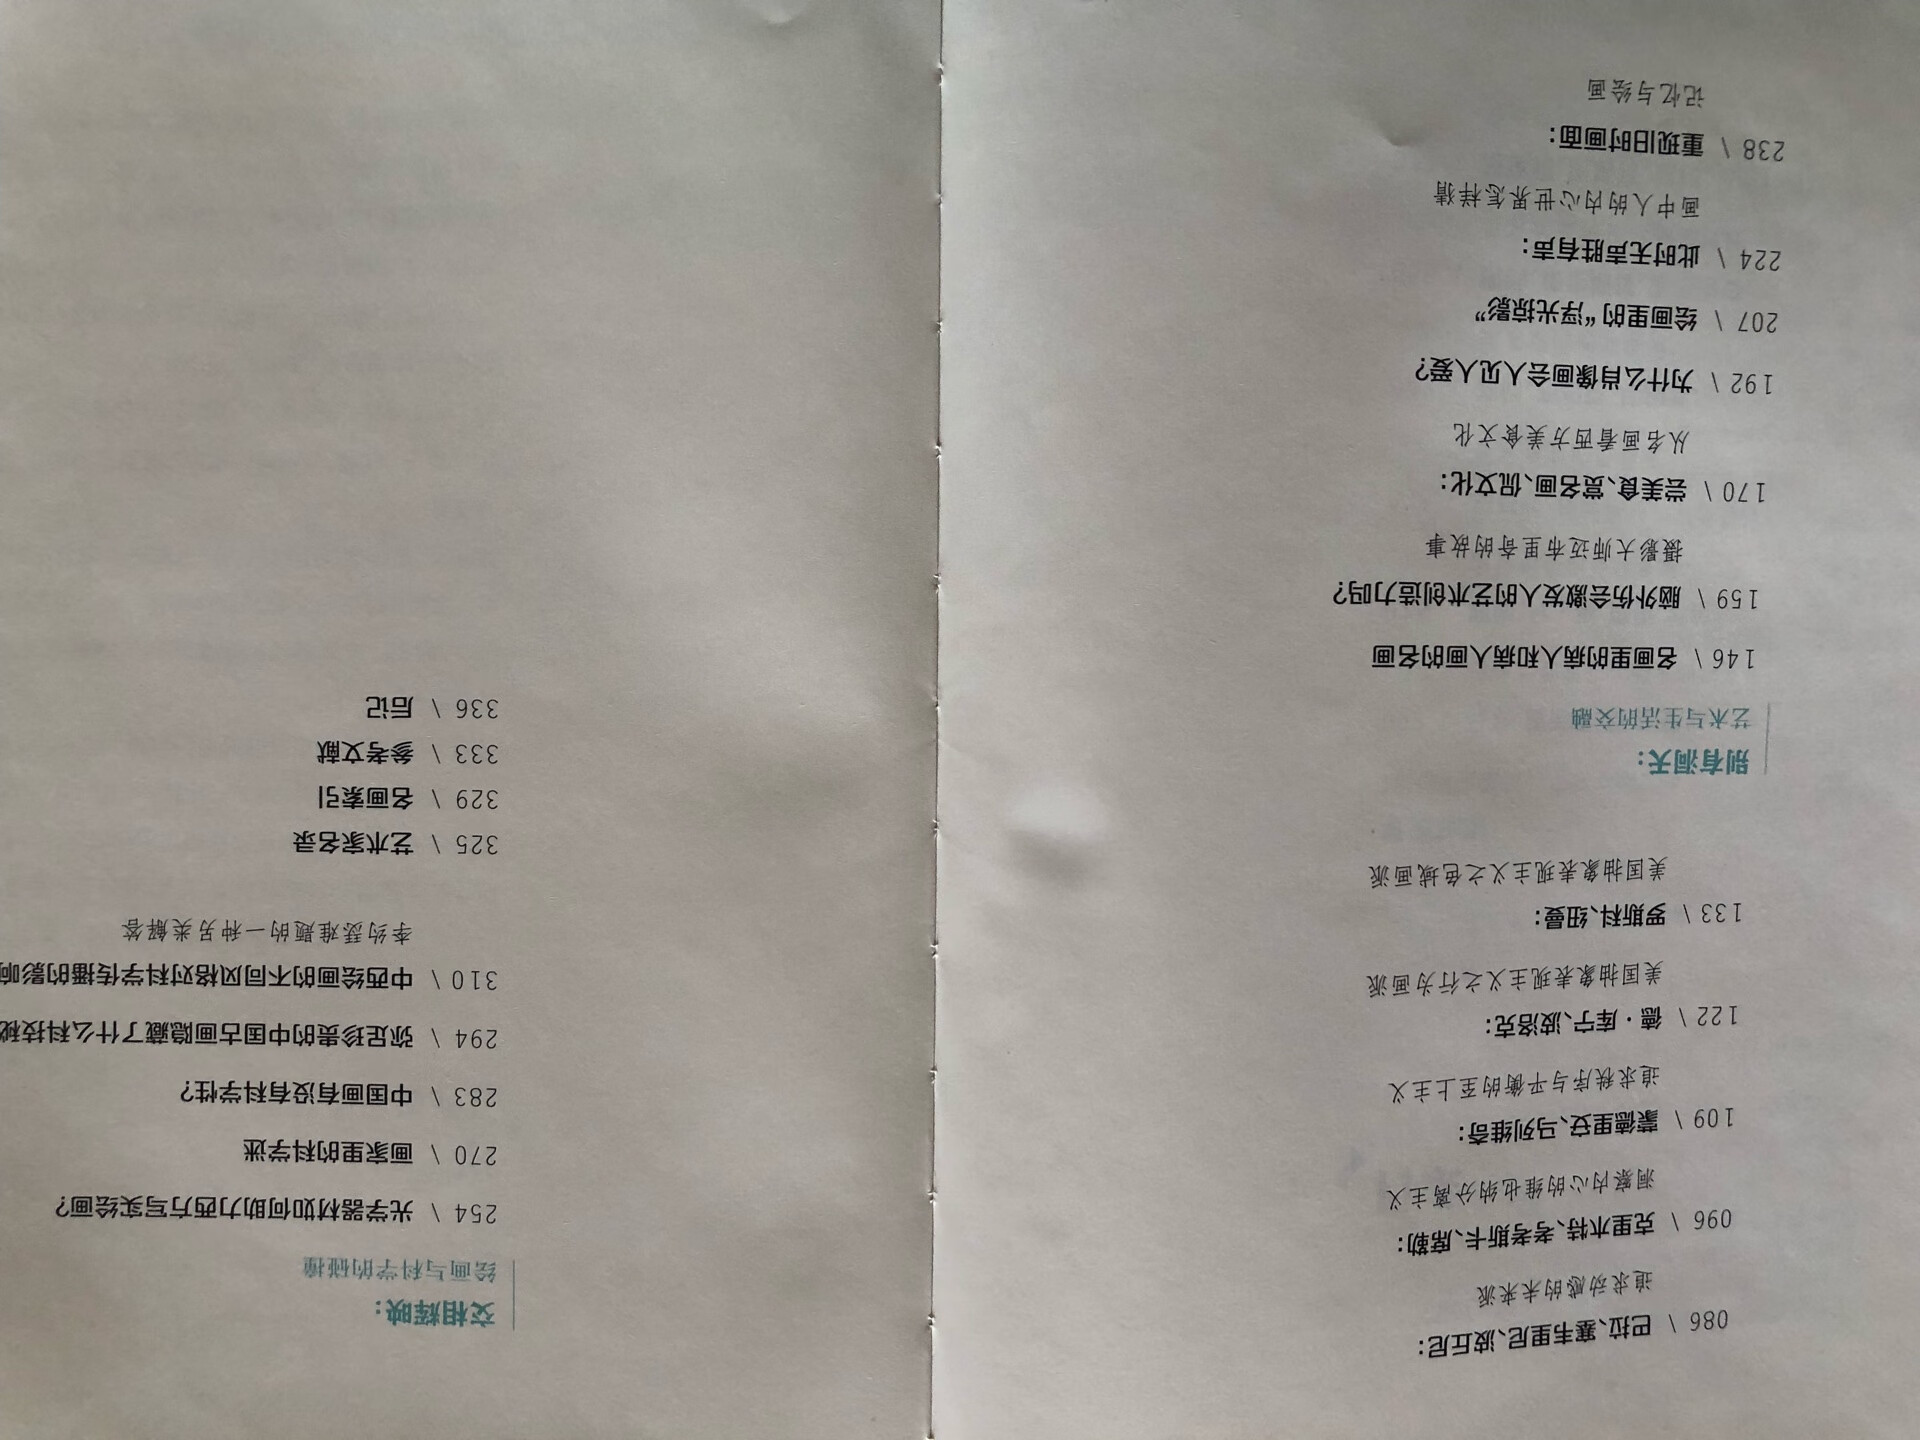 086 \ 巴拉、塞韦里尼、波丘尼：
追求动感的未来派
096 \ 克里木特、考考斯卡、席勒：
洞察内心的维也纳分离主义
109 \ 蒙德里安、马列维奇：
追求秩序与平衡的至上主义
122 \ 德·库宁、波洛克：
美国抽象表现主义之行为画派
133 \ 罗斯科、纽曼：
美国抽象表现主义之色域画派
别有洞天：
艺术与生活的交融
146 \ 名画里的病人和病人画的名画
159 \ 脑外伤会激发人的艺术创造力吗？
摄影大师迈布里奇的故事
170 \ 尝美食、赏名画、侃文化：
从名画看西方美食文化
192 \ 为什么肖像画会人见人爱？
207 \ 绘画里的“浮光掠影”
224 \ 此时无声胜有声：
画中人的内心世界怎样猜
238 \ 重现旧时画面：
记忆与绘画
交相辉映：
绘画与科学的碰撞
254 \ 光学器材如何助力西方写实绘画？
270 \ 画家里的科学迷
283 \ 中国画有没有科学性？
294 \ 弥足珍贵的中国古画隐藏了什么科技秘
310 \ 中西绘画的不同风格对科学传播的影响
李约瑟难题的一种另类解答
325 \ 艺术家名录
329 \ 名画索引
333 \ 参考文献
336 \ 后记